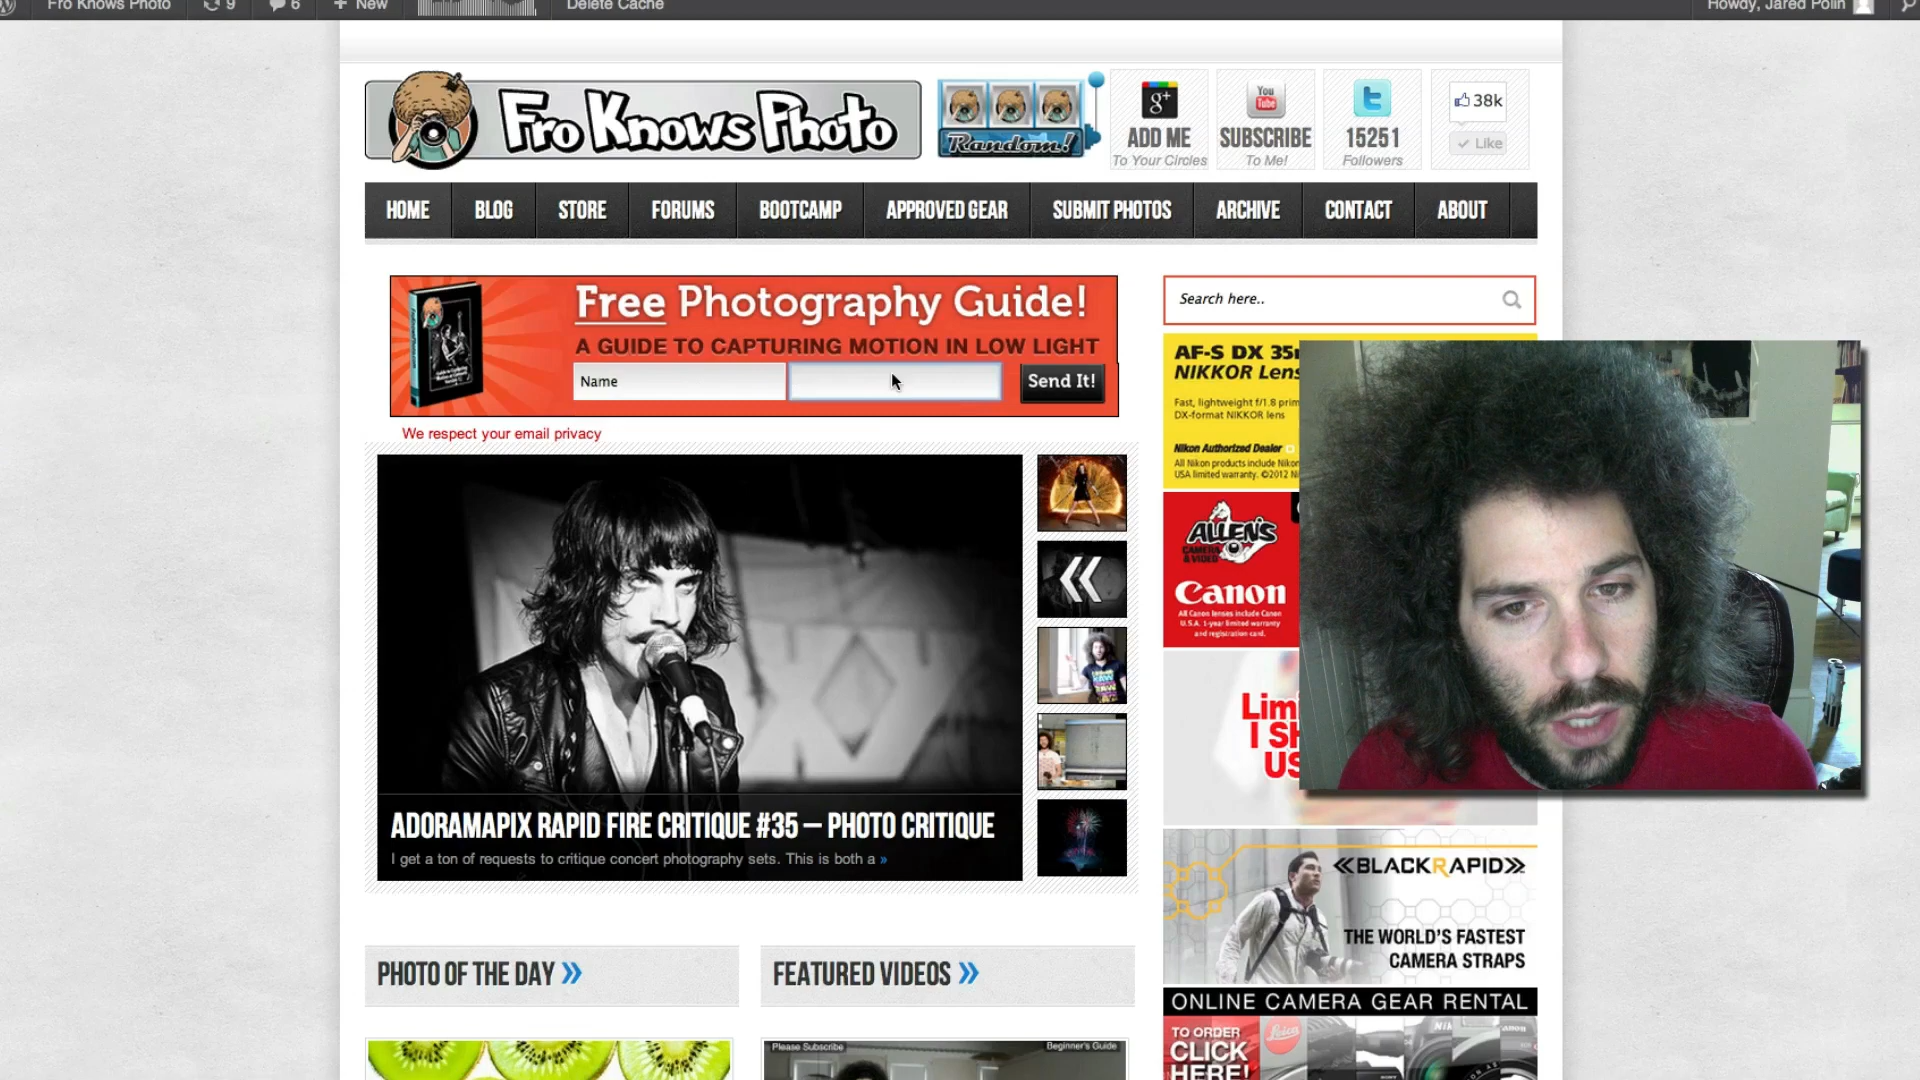 Fro Knows Photo 9 6 + New Delete Cache Howdy, Jared Polin
FRO KNOWS PHOTO
Random!
g+
ADD ME
To Your Circles
You Tube
SUBSCRIBE
To Me!
15251
Followers
38k
Like
HOME BLOG STORE FORUMS BOOTCAMP APPROVED GEAR SUBMIT PHOTOS ARCHIVE CONTACT ABOUT
Free Photography Guide!
A GUIDE TO CAPTURING MOTION IN LOW LIGHT
Name
Send It!
We respect your email privacy
ADORAMAPIX RAPID FIRE CRITIQUE #35 – PHOTO CRITIQUE
I get a ton of requests to critique concert photography sets. This is both a »
PHOTO OF THE DAY »
FEATURED VIDEOS »
Please Subscribe Beginner's Guide
Search here..
AF-S DX
NIKKOR Lens
Fast, lightweight f/1.8
DX-format NIKKOR lens
Nikon Authorized Dealer
All Nikon products include
USA limited warranty. ©2012
ALLEN'S
CAMERA & VIDEO
Canon
All Canon lenses include Canon
U.S.A. 1-year limited warranty
and registration card.
I
US
BLACKRAPID
THE WORLD'S FASTEST
CAMERA STRAPS
ONLINE CAMERA GEAR RENTAL
TO ORDER
CLICK
HERE!
Leica
Canon